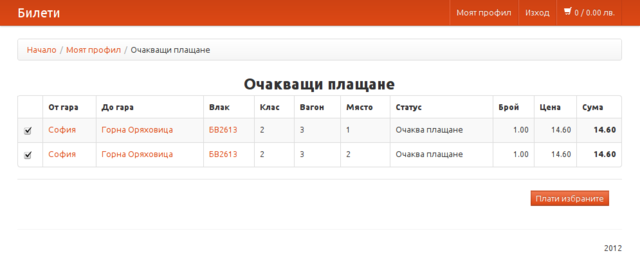 Билети Моят профил Изход 0 / 0.00 лв.
Начало / Моят профил / Очакващи плащане
Очакващи плащане
От гара До гара Влак Клас Вагон Място Статус Брой Цена Сума
София Горна Оряховица БВ2613 2 3 1 Очаква плащане 1.00 14.60 14.60
София Горна Оряховица БВ2613 2 3 2 Очаква плащане 1.00 14.60 14.60
Плати избраните
2012